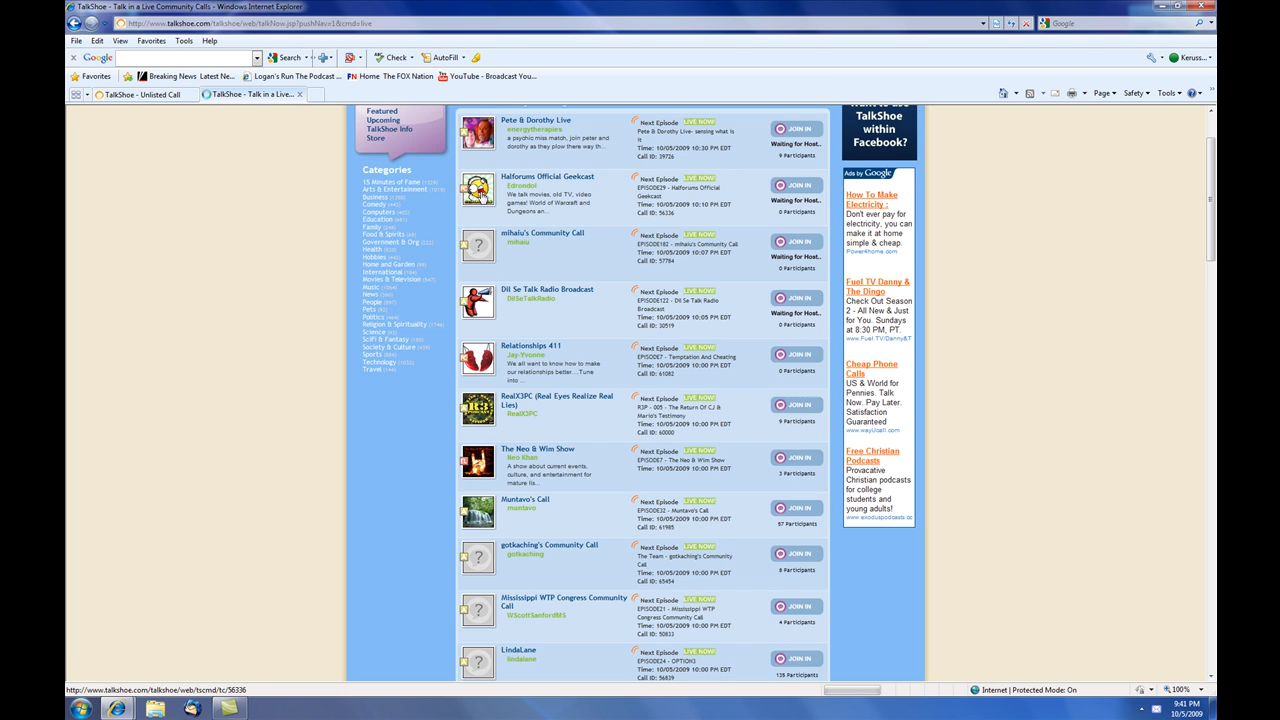 TalkShoe - Talk in a Live Community Calls - Windows Internet Explorer
http://www.talkshoe.com/talkshoe/web/talkNow.jsp?pushNav=1&cmd=live
Google
File Edit View Favorites Tools Help
Google Search Check AutoFill Keruss...
Favorites Breaking News Latest Ne... Logan's Run The Podcast ... FN Home The FOX Nation YouTube - Broadcast You...
TalkShoe - Unlisted Call TalkShoe - Talk in a Live...
Page Safety Tools
Featured
Upcoming
TalkShoe Info
Store
Categories
15 Minutes of Fame
Arts & Entertainment
Business
Comedy
Computers
Education
Family
Food & Spirits
Government & Org
Health
Hobbies
Home and Garden
International
Movies & Television
Music
News
People
Pets
Politics
Religion & Spirituality
Science
SciFi & Fantasy
Society & Culture
Sports
Technology
Travel
Pete & Dorothy Live
energytherapies
a psychic miss match, join peter and
dorothy as they plow there way th...
Next Episode LIVE NOW!
Pete & Dorothy Live- sensing what is
it
Time: 10/05/2009 10:30 PM EDT
Call ID: 39726
JOIN IN
Waiting for Host..
9 Participants
Halforums Official Geekcast
Edrondol
We talk movies, old TV, video
games! World of Warcraft and
Dungeons an...
Next Episode LIVE NOW!
EPISODE29 - Halforums Official
Geekcast
Time: 10/05/2009 10:10 PM EDT
Call ID: 56336
JOIN IN
Waiting for Host..
0 Participants
mihaiu's Community Call
mihaiu
Next Episode LIVE NOW!
EPISODE182 - mihaiu's Community Call
Time: 10/05/2009 10:07 PM EDT
Call ID: 57784
JOIN IN
Waiting for Host..
0 Participants
Dil Se Talk Radio Broadcast
DilSeTalkRadio
Next Episode LIVE NOW!
EPISODE122 - Dil Se Talk Radio
Broadcast
Time: 10/05/2009 10:05 PM EDT
Call ID: 30519
JOIN IN
Waiting for Host..
0 Participants
Relationships 411
Jay-Yvonne
We all want to know how to make
our relationships better... Tune
into ...
Next Episode LIVE NOW!
EPISODE7 - Temptation And Cheating
Time: 10/05/2009 10:00 PM EDT
Call ID: 61082
JOIN IN
0 Participants
RealX3PC (Real Eyes Realize Real
Lies)
RealX3PC
Next Episode LIVE NOW!
R3P - 005 - The Return Of CJ &
Mario's Testimony
Time: 10/05/2009 10:00 PM EDT
Call ID: 60000
JOIN IN
9 Participants
The Neo & Wim Show
Neo Khan
A show about current events,
culture, and entertainment for
mature lis...
Next Episode LIVE NOW!
EPISODE7 - The Neo & Wim Show
Time: 10/05/2009 10:00 PM EDT
JOIN IN
3 Participants
Muntavo's Call
muntavo
Next Episode LIVE NOW!
EPISODE32 - Muntavo's Call
Time: 10/05/2009 10:00 PM EDT
Call ID: 61985
JOIN IN
57 Participants
gotkaching's Community Call
gotkaching
Next Episode LIVE NOW!
The Team - gotkaching's Community
Call
Time: 10/05/2009 10:00 PM EDT
Call ID: 65454
JOIN IN
8 Participants
Mississippi WTP Congress Community
Call
WScottSanfordMS
Next Episode LIVE NOW!
EPISODE21 - Mississippi WTP
Congress Community Call
Time: 10/05/2009 10:00 PM EDT
Call ID: 50833
JOIN IN
4 Participants
LindaLane
lindalane
Next Episode LIVE NOW!
EPISODE24 - OPTION3
Time: 10/05/2009 10:00 PM EDT
Call ID: 56839
JOIN IN
138 Participants
TalkShoe
within
Facebook?
Ads by Google
How To Make
Electricity :
Don't ever pay for
electricity, you can
make it at home
simple & cheap.
Power4home.com
Fuel TV Danny &
The Dingo
Check Out Season
2 - All New & Just
for You. Sundays
at 8:30 PM, PT.
www.Fuel.TV/Danny&T
Cheap Phone
Calls
US & World for
Pennies. Talk
Now. Pay Later.
Satisfaction
Guaranteed
www.wayUcall.com
Free Christian
Podcasts
Provacative
Christian podcasts
for college
students and
young adults!
www.exoduspodcasts.cc
http://www.talkshoe.com/talkshoe/web/tscmd/tc/56336
Internet | Protected Mode: On
100%
9:41 PM
10/5/2009